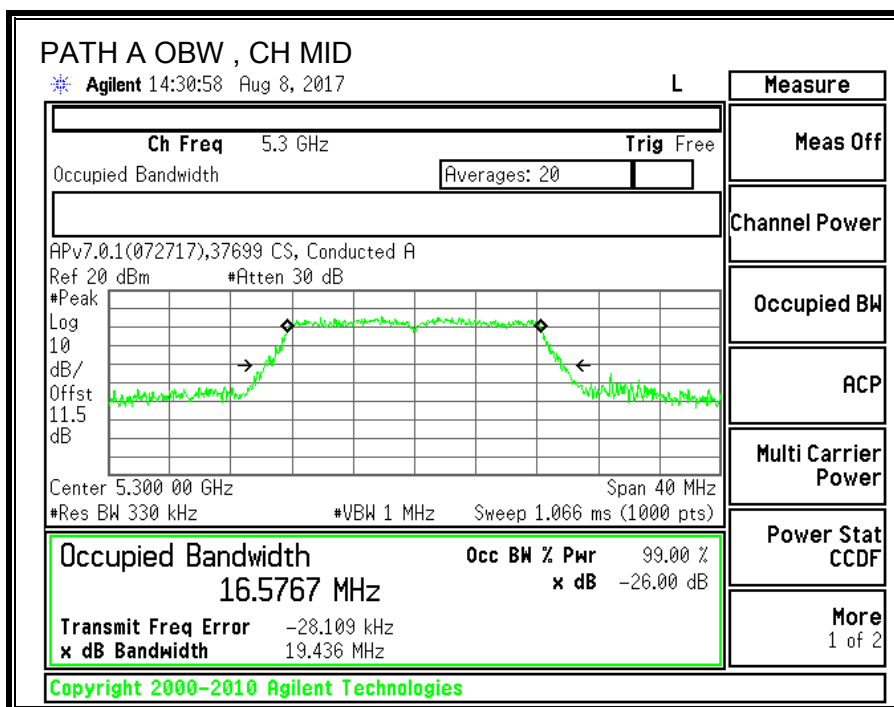 PATH A OBW , CH MID
Agilent 14:30:58 Aug 8, 2017 L
Measure
Ch Freq 5.3 GHz Trig Free
Occupied Bandwidth Averages: 20
APv7.0.1(072717),37699 CS, Conducted A
Ref 20 dBm #Atten 30 dB
#Peak
Log
10
dB/
Offst
11.5
dB
Center 5.300 00 GHz Span 40 MHz
#Res BW 330 kHz #VBW 1 MHz Sweep 1.066 ms (1000 pts)
Occupied Bandwidth Occ BW % Pwr 99.00 %
16.5767 MHz x dB -26.00 dB
Transmit Freq Error -28.109 kHz
x dB Bandwidth 19.436 MHz
Meas Off
Channel Power
Occupied BW
ACP
Multi Carrier
Power
Power Stat
CCDF
More
1 of 2
Copyright 2000-2010 Agilent Technologies